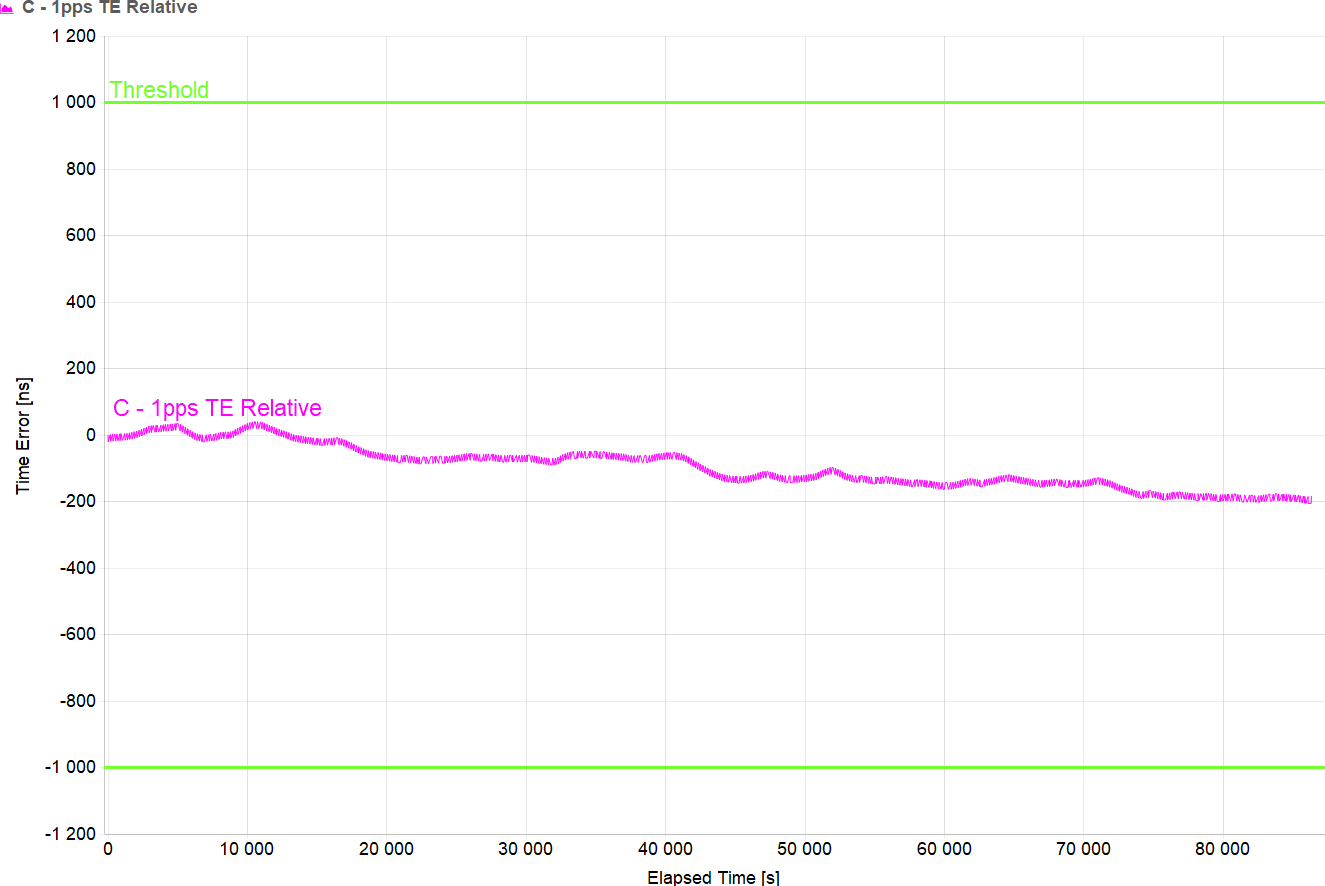 C - 1pps TE Relative
1 200
Threshold
1 000
800
600
400
200
C - 1pps TE Relative
0
-200
-400
-600
-800
-1 000
-1 200
Time Error [ns]
0 10 000 20 000 30 000 40 000 50 000 60 000 70 000 80 000
Elapsed Time [s]